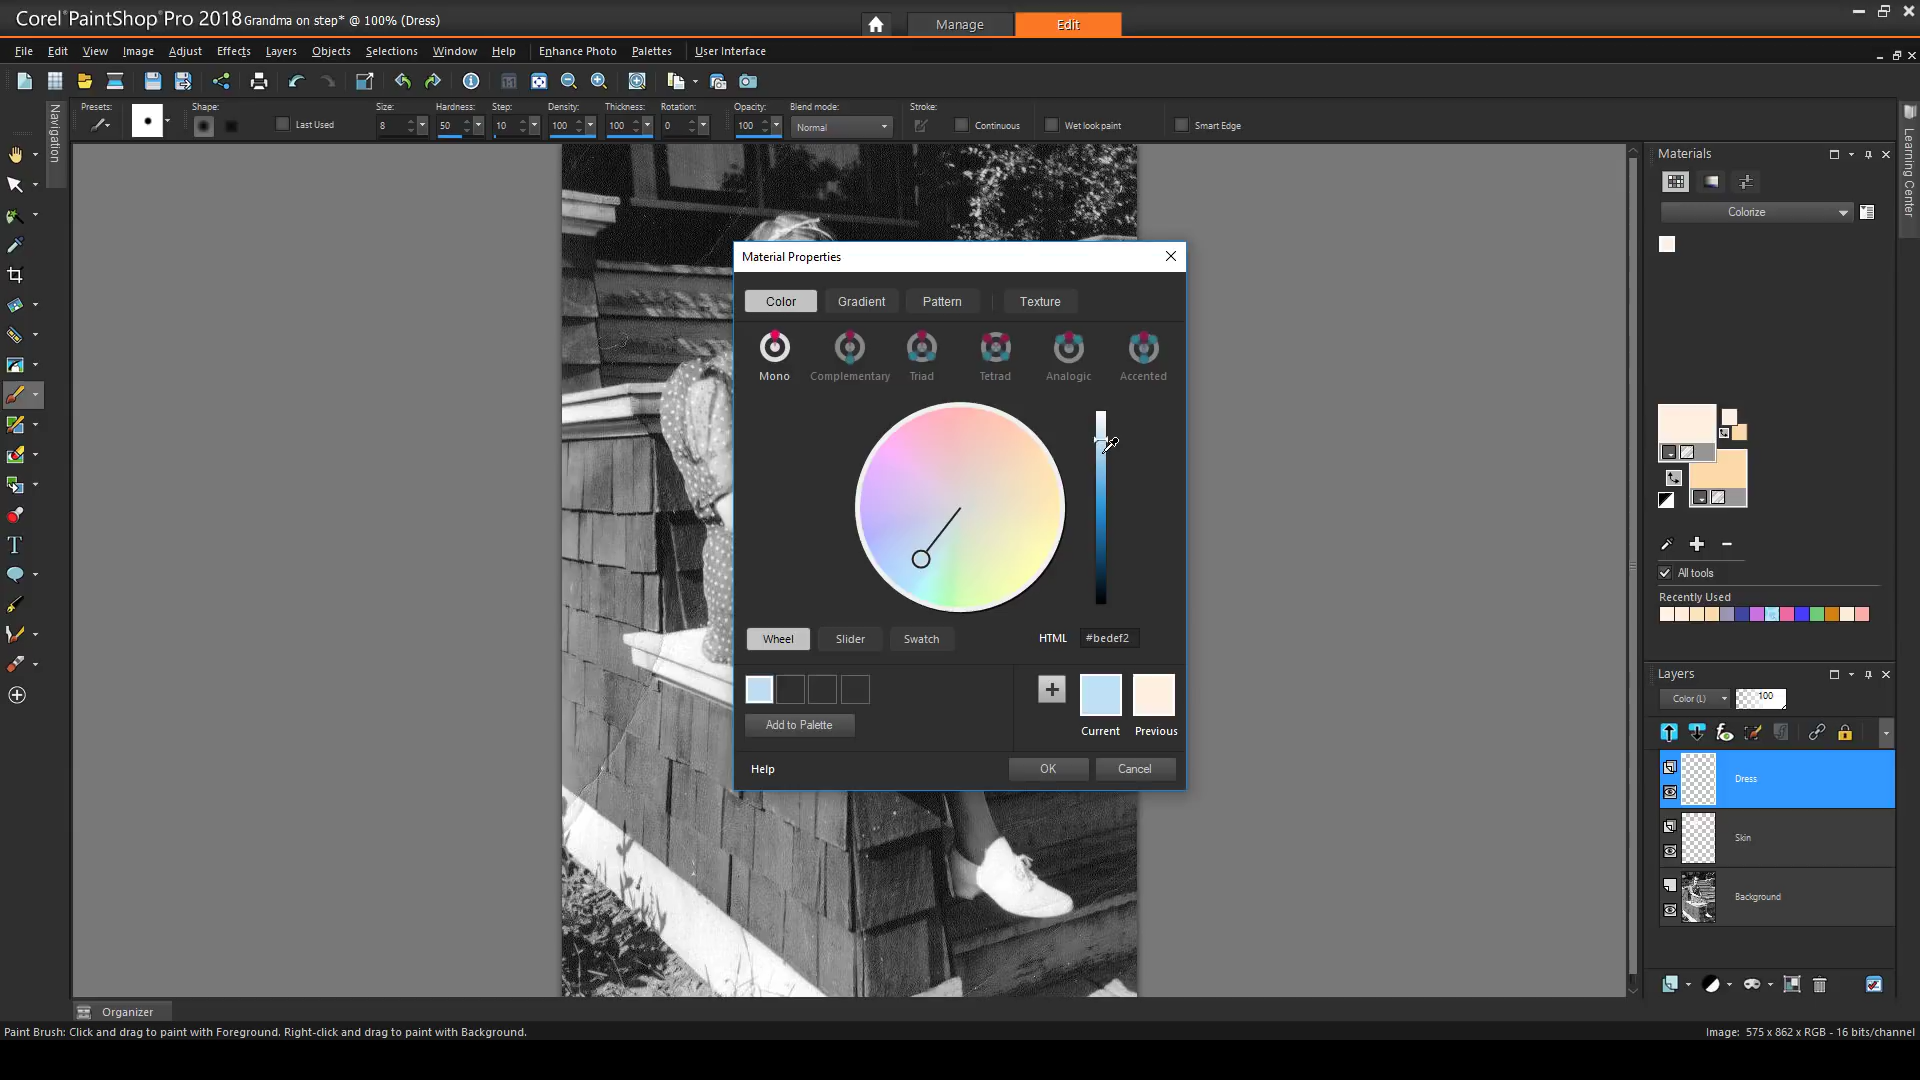 Corel® PaintShop® Pro 2018 Grandma on step* @ 100% (Dress)
Manage
Edit
File Edit View Image Adjust Effects Layers Objects Selections Window Help Enhance Photo Palettes User Interface
Presets: Shape: Size: Hardness: Step: Density: Thickness: Rotation: Opacity: Blend mode: Stroke:
Last Used 8 50 10 100 100 0 100 Normal Continuous Wet look paint Smart Edge
Navigation
Learning Center
Materials
Colorize
Material Properties
Color Gradient Pattern Texture
Mono Complementary Triad Tetrad Analogic Accented
Wheel Slider Swatch HTML #bedef2
Add to Palette
Current Previous
Help OK Cancel
All tools
Recently Used
Layers
Color (L) 100
Dress
Skin
Background
Organizer
Paint Brush: Click and drag to paint with Foreground. Right-click and drag to paint with Background.
Image: 575 x 862 x RGB - 16 bits/channel